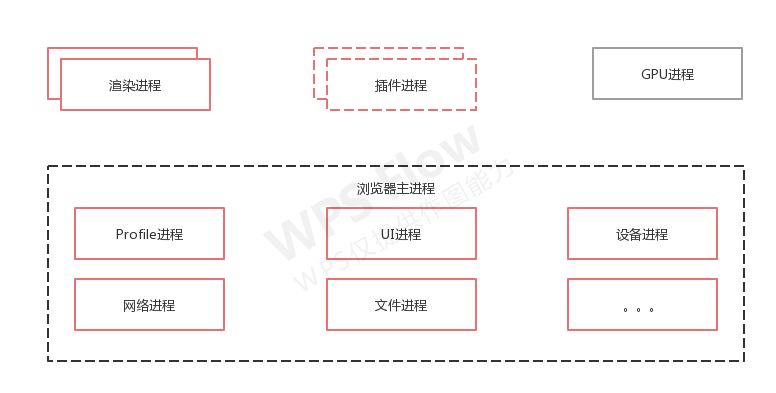 渲染进程
插件进程
GPU进程
浏览器主进程
Profile进程
UI进程
设备进程
网络进程
文件进程
。。。
WPS Flow
WPS仅提供作图能力